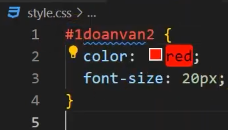 style.css > ...
1 #1doanvan2 {
2 color: red;
3 font-size: 20px;
4 }
5